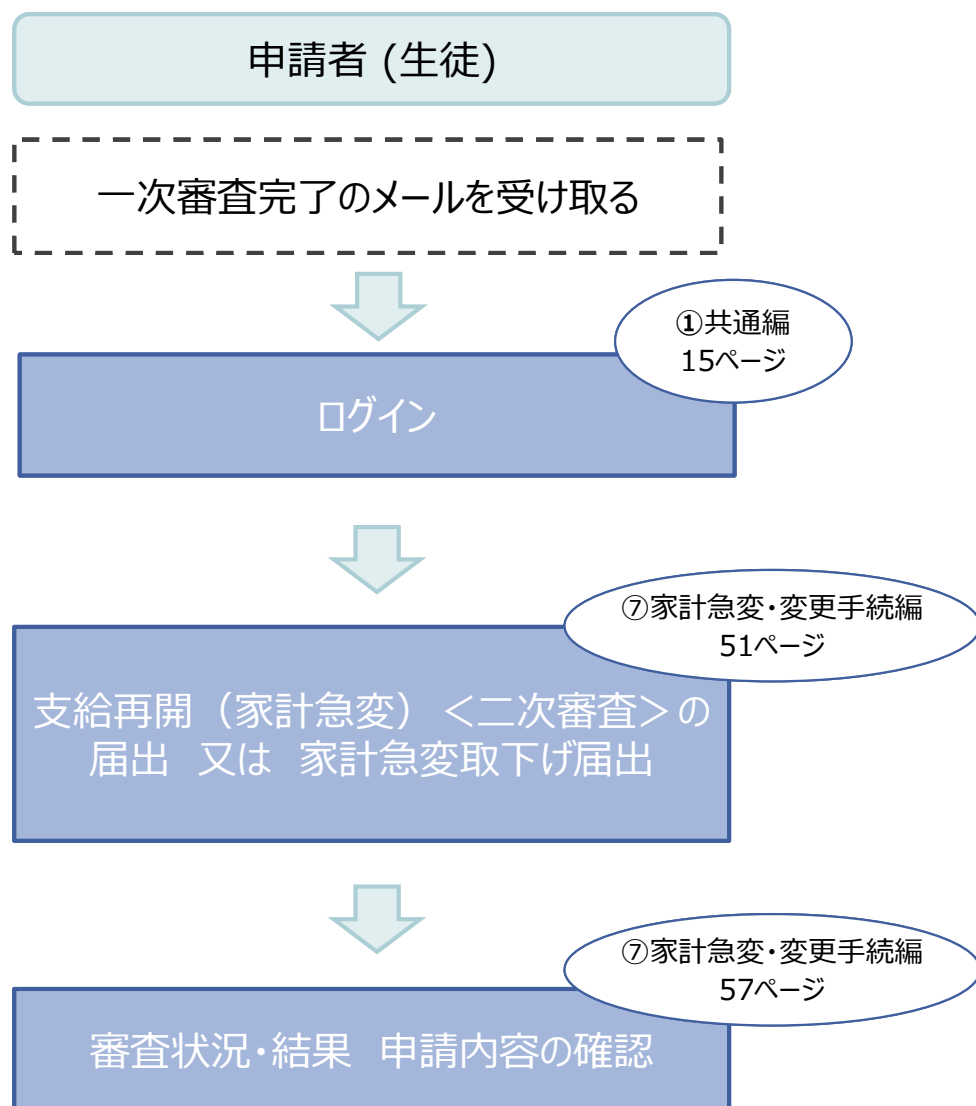 申請者 (生徒)
一次審査完了のメールを受け取る
①共通編
15ページ
ログイン
⑦家計急変・変更手続編
51ページ
支給再開（家計急変）＜二次審査＞の
届出　又は　家計急変取下げ届出
⑦家計急変・変更手続編
57ページ
審査状況・結果　申請内容の確認